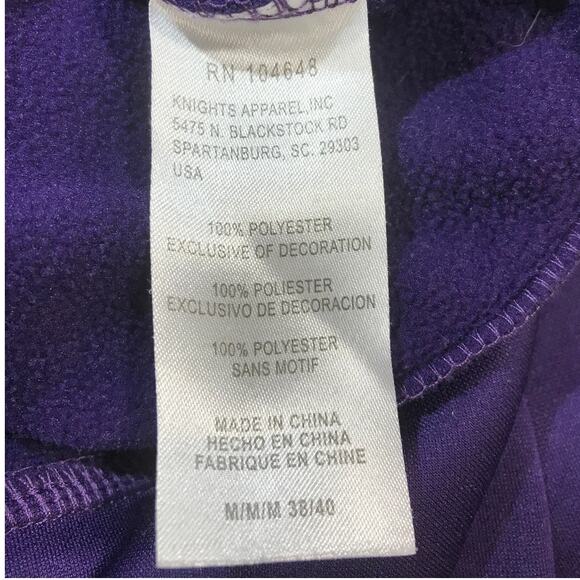 RN 104648
KNIGHTS APPAREL,INC
5475 N. BLACKSTOCK RD
SPARTANBURG, SC. 29303
USA
100% POLYESTER
EXCLUSIVE OF DECORATION
100% POLIESTER
EXCLUSIVO DE DECORACION
100% POLYESTER
SANS MOTIF
MADE IN CHINA
HECHO EN CHINA
FABRIQUE EN CHINE
M/M/M 38/40